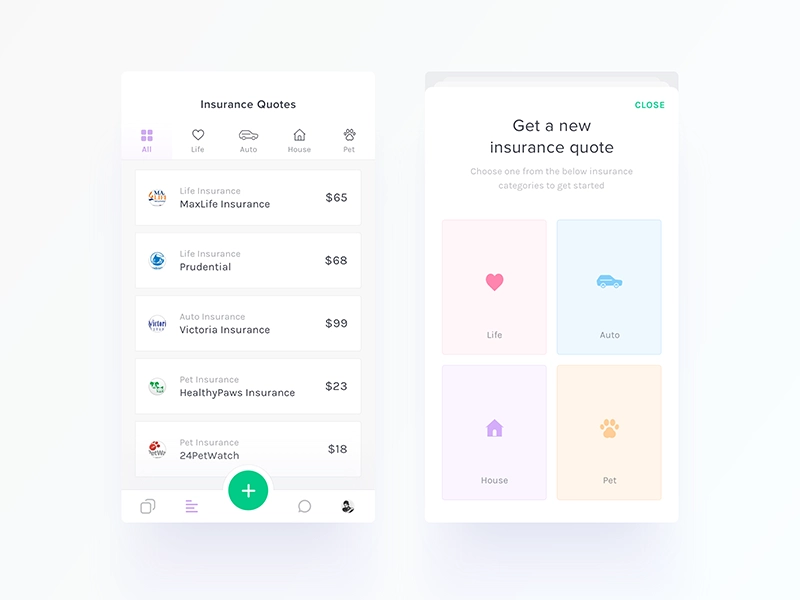 Insurance Quotes
All
Life
Auto
House
Pet
Life Insurance
MaxLife Insurance
$65
Life Insurance
Prudential
$68
Auto Insurance
Victoria Insurance
$99
Pet Insurance
HealthyPaws Insurance
$23
Pet Insurance
24PetWatch
$18
CLOSE
Get a new
insurance quote
Choose one from the below insurance
categories to get started
Life
Auto
House
Pet